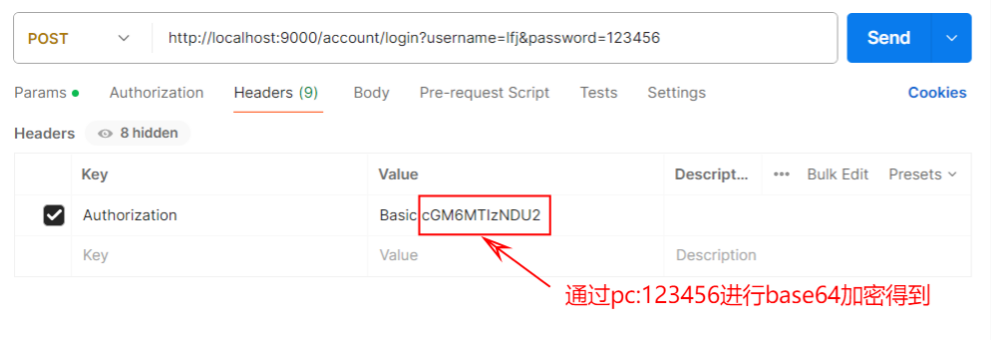 POST http://localhost:9000/account/login?username=lfj&password=123456 Send
Params Authorization Headers (9) Body Pre-request Script Tests Settings Cookies
Headers 8 hidden
Key Value Descript... ••• Bulk Edit Presets
Authorization Basic cGM6MTIzNDU2
Key Value Description
通过pc:123456进行base64加密得到